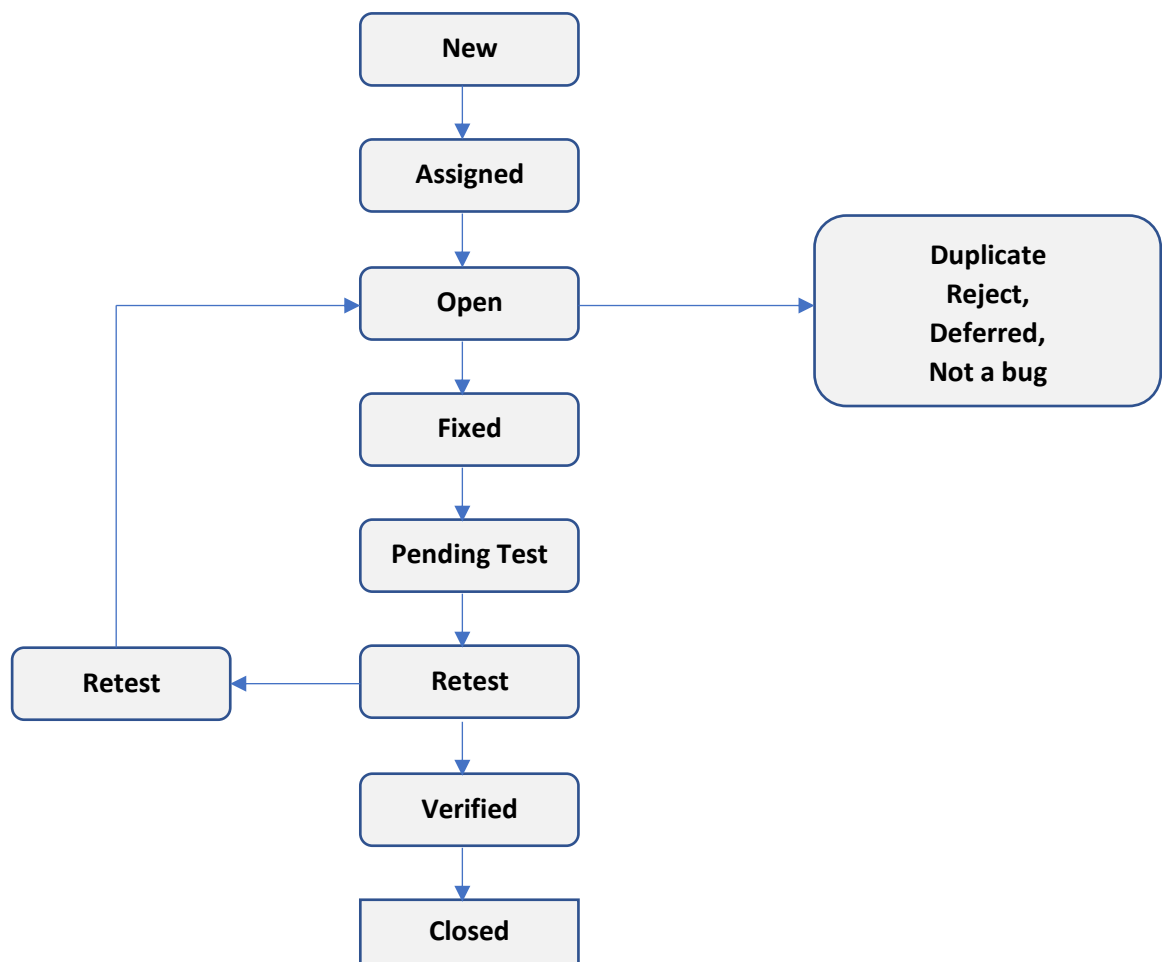 New
Assigned
Open
Duplicate
Reject,
Deferred,
Not a bug
Fixed
Pending Test
Retest
Retest
Verified
Closed